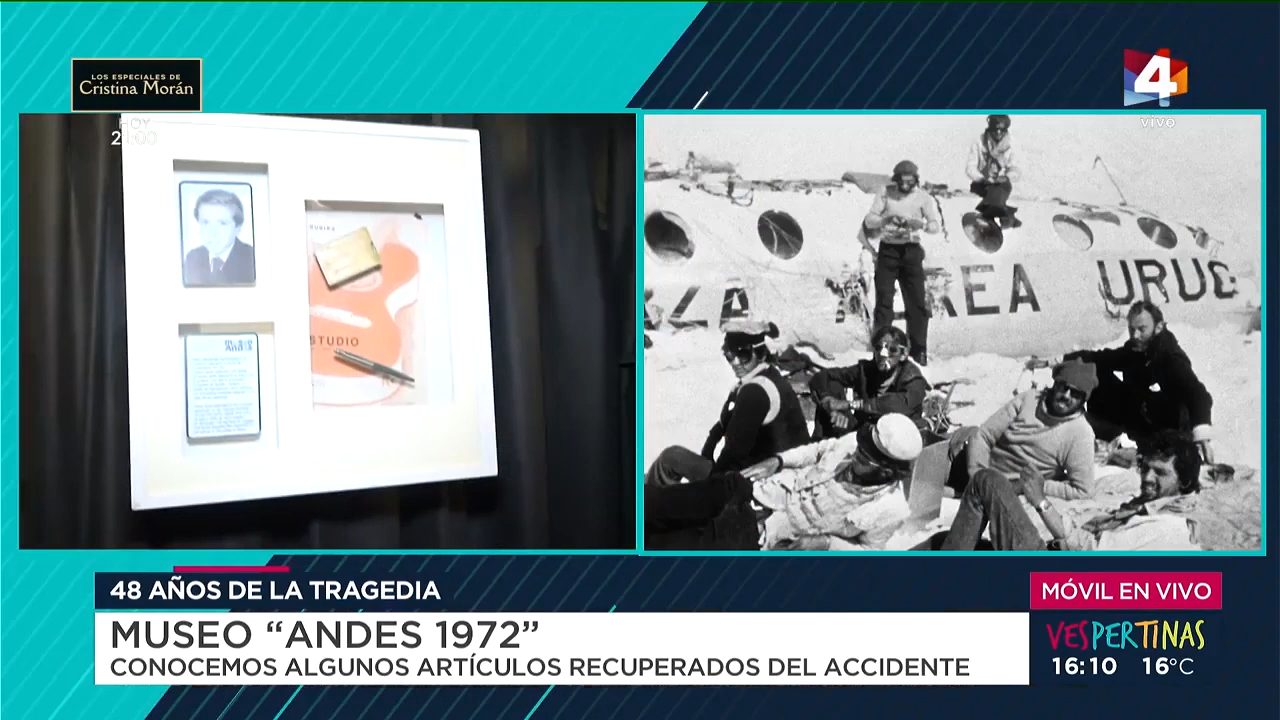 LOS ESPECIALES DE
Cristina Morán
HOY
21:00
4
vivo
STUDIO
REA URUG
48 AÑOS DE LA TRAGEDIA
MUSEO “ANDES 1972”
CONOCEMOS ALGUNOS ARTÍCULOS RECUPERADOS DEL ACCIDENTE
MÓVIL EN VIVO
VESPERTINAS
16:10 16°C